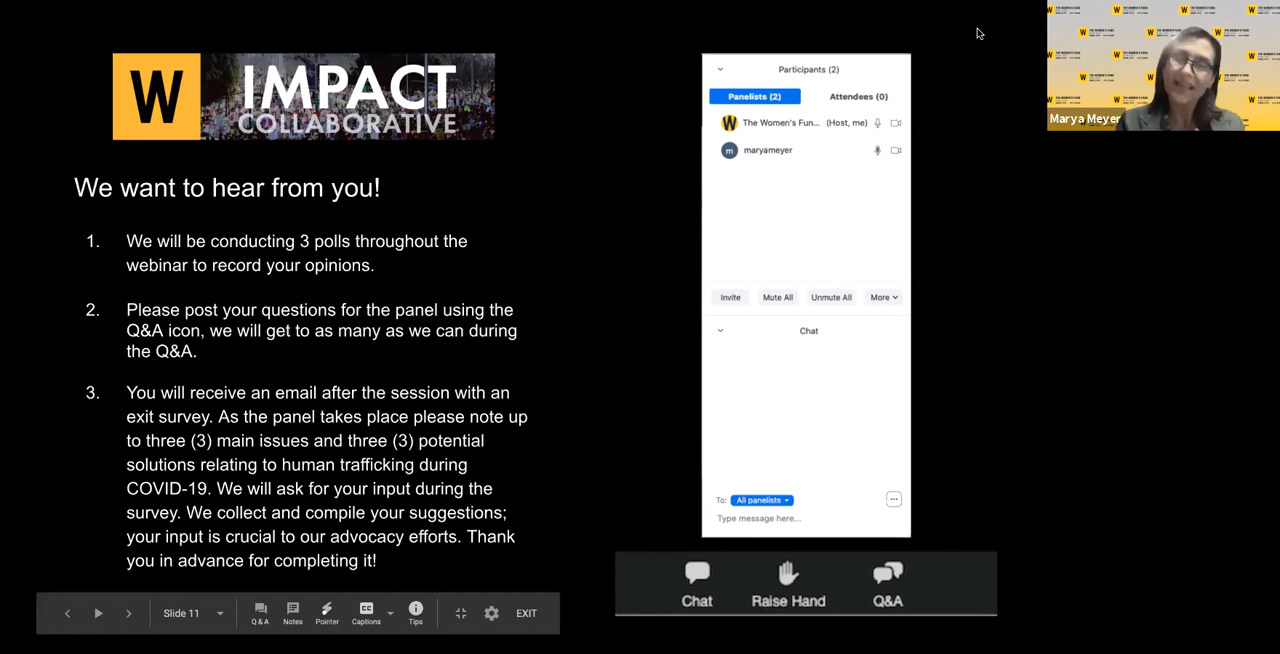 W IMPACT
COLLABORATIVE
We want to hear from you!
1. We will be conducting 3 polls throughout the
webinar to record your opinions.
2. Please post your questions for the panel using the
Q&A icon, we will get to as many as we can during
the Q&A.
3. You will receive an email after the session with an
exit survey. As the panel takes place please note up
to three (3) main issues and three (3) potential
solutions relating to human trafficking during
COVID-19. We will ask for your input during the
survey. We collect and compile your suggestions;
your input is crucial to our advocacy efforts. Thank
you in advance for completing it!
Slide 11
Q & A
Notes
Pointer
CC
Captions
Tips
EXIT
Participants (2)
Panelists (2)
Attendees (0)
W The Women's Fun... (Host, me)
m maryameyer
Invite
Mute All
Unmute All
More
Chat
To: All panelists
Type message here...
Chat
Raise Hand
Q&A
Marya Meyer